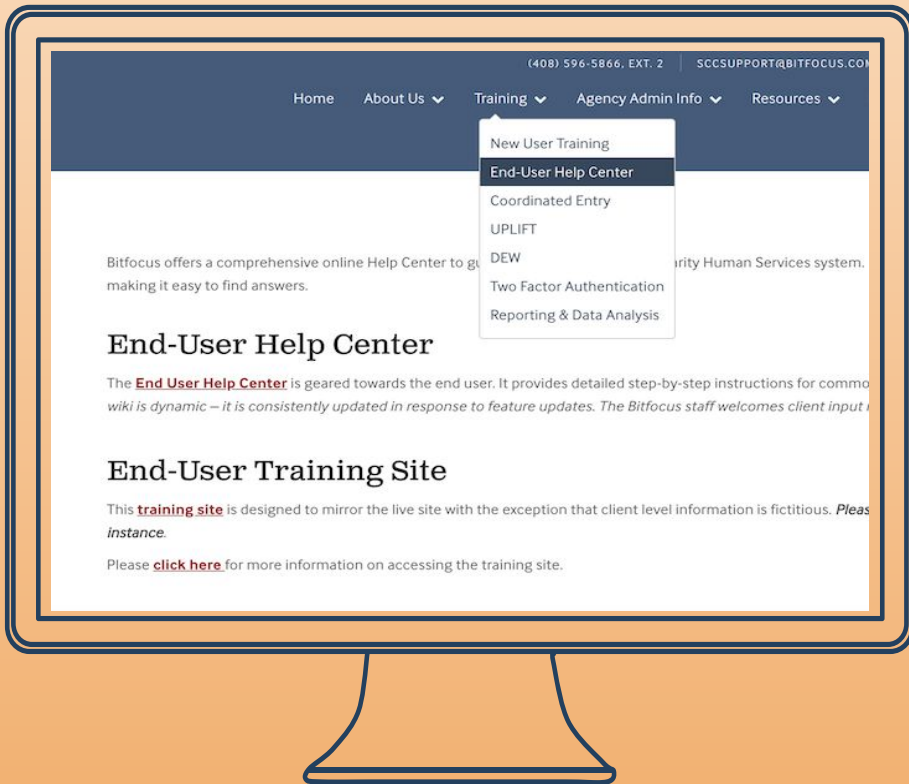 (408) 596-5866, EXT. 2 SCCSUPPORT@BITFOCUS.COM
Home About Us Training Agency Admin Info Resources
New User Training
End-User Help Center
Coordinated Entry
UPLIFT
DEW
Two Factor Authentication
Reporting & Data Analysis
Bitfocus offers a comprehensive online Help Center to Human Services system.
making it easy to find answers.
End-User Help Center
The End User Help Center is geared towards the end user. It provides detailed step-by-step instructions for
wiki is dynamic – it is consistently updated in response to feature updates. The Bitfocus staff welcomes client input
End-User Training Site
This training site is designed to mirror the live site with the exception that client level information is fictitious.
instance.
Please click here for more information on accessing the training site.